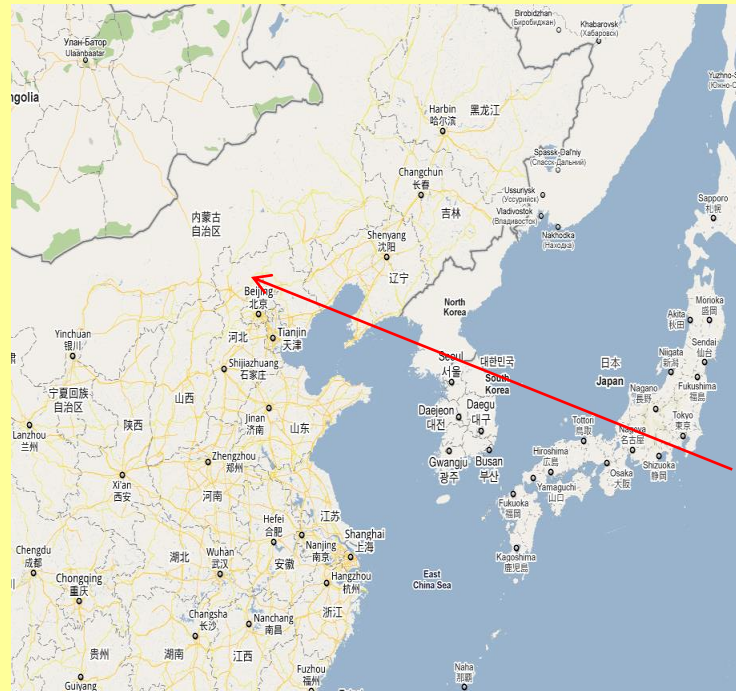 Birobidzhan
(Биробиджан)
Khabarovsk
(Хабаровск)
Улан-Батор
Ulaanbaatar
ngolia
Yuzhno-S
(Южно-С
Harbin
哈尔滨
黑龙江
Spassk-Dal'niy
(Спасск-Дальний)
Changchun
长春
Ussuriysk
(Уссурийск)
Sapporo
札幌
内蒙古
自治区
吉林
Vladivostok
(Владивосток)
Nakhodka
(Находка)
Shenyang
沈阳
辽宁
Beijing
北京
North
Korea
Morioka
盛岡
Akita
秋田
Yinchuan
银川
河北
Tianjin
天津
Sendai
仙台
Niigata
新潟
Seoul
서울
대한민국
日本
Japan
Shijiazhuang
石家庄
South
Korea
Fukushima
福島
Nagano
長野
宁夏回族
自治区
山西
Jinan
济南
山东
Daejeon
대전
Daegu
대구
Tottori
鳥取
Nagoya
名古屋
Tokyo
東京
陕西
Lanzhou
兰州
Zhengzhou
郑州
Gwangju
광주
Busan
부산
Hiroshima
広島
Osaka
大阪
Shizuoka
静岡
Xi'an
西安
河南
Yamaguchi
山口
Fukuoka
福岡
江苏
Hefei
合肥
Shanghai
上海
Nanjing
南京
安徽
Chengdu
成都
湖北
Wuhan
武汉
Kagoshima
鹿児島
Chongqing
重庆
Hangzhou
杭州
East
China Sea
浙江
Changsha
长沙
Nanchang
南昌
贵州
湖南
江西
Fuzhou
福州
Naha
那覇
Guiyang